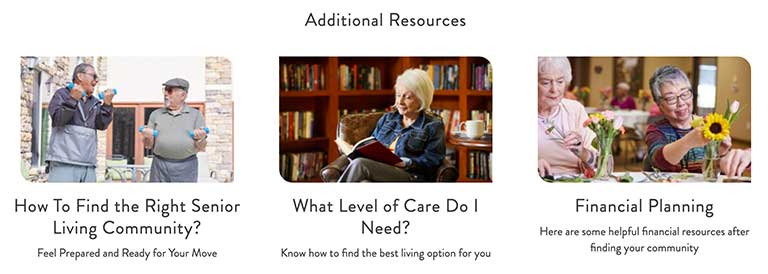 Additional Resources
How To Find the Right Senior
Living Community?
Feel Prepared and Ready for Your Move
What Level of Care Do I
Need?
Know how to find the best living option for you
Financial Planning
Here are some helpful financial resources after
finding your community